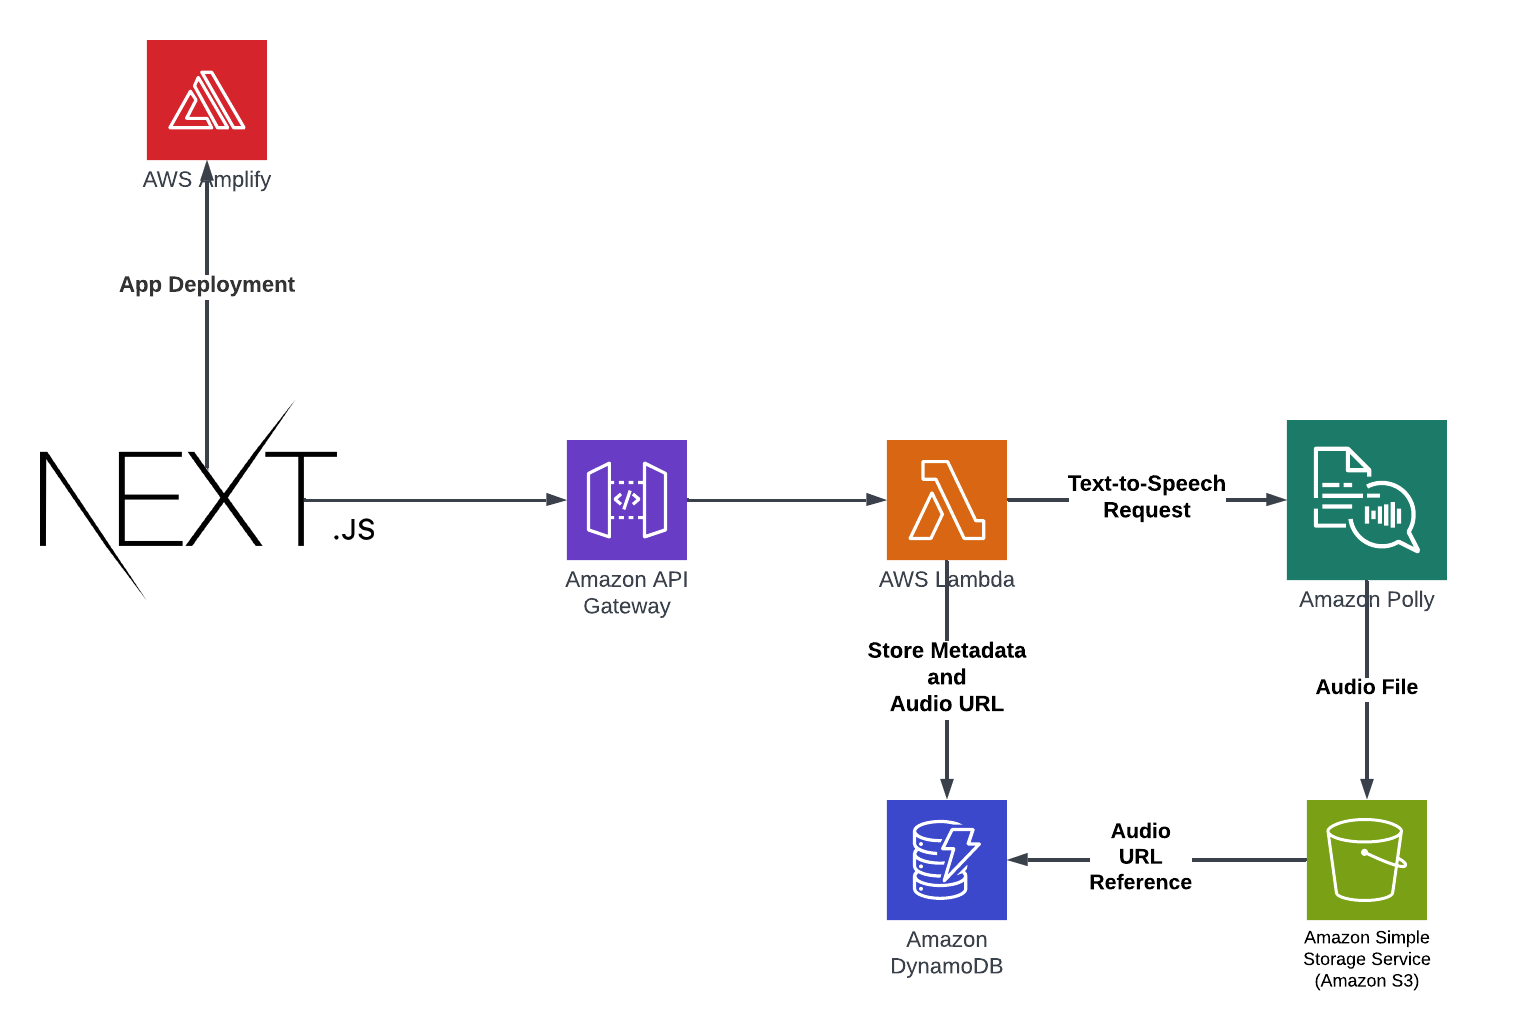 AWS Amplify
App Deployment
NEXT.JS
Amazon API
Gateway
AWS Lambda
Text-to-Speech
Request
Amazon Polly
Store Metadata
and
Audio URL
Audio File
Audio
URL
Reference
Amazon
DynamoDB
Amazon Simple
Storage Service
(Amazon S3)